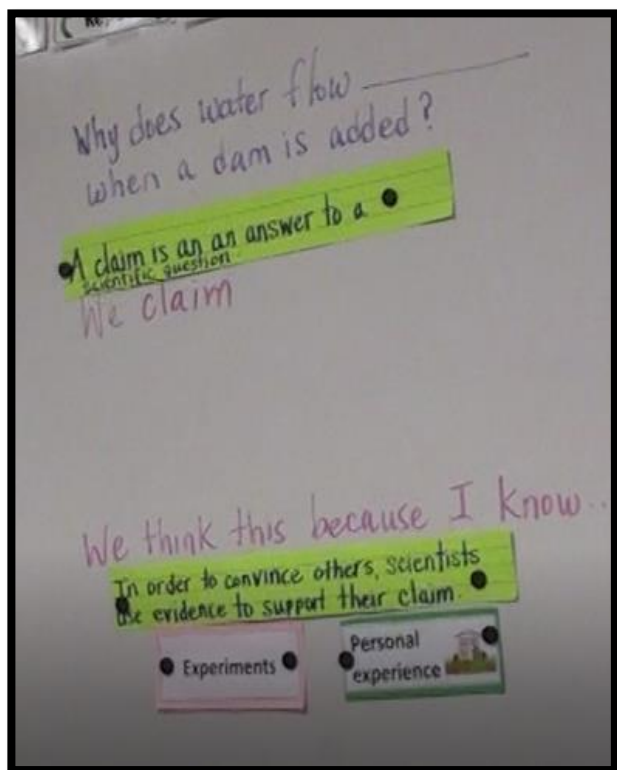 Why does water flow ________
when a dam is added?
A claim is an an answer to a
scientific question
We claim
We think this because I know..
In order to convince others, scientists
use evidence to support their claim.
Experiments
Personal
experience